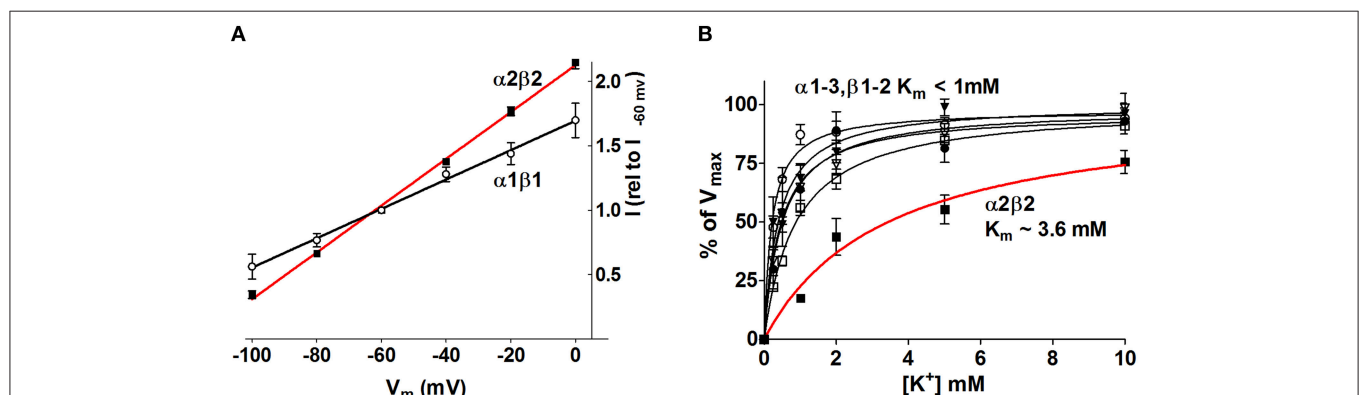 A
α2β2
α1β1
2.0
1.5
1.0
0.5
I (rel to I -60 mv)
-100 -80 -60 -40 -20 0
Vm (mV)
B
α1-3,β1-2 Km < 1mM
100
75
50
25
0
% of Vmax
α2β2
Km ~ 3.6 mM
0 2 4 6 8 10
[K+] mM